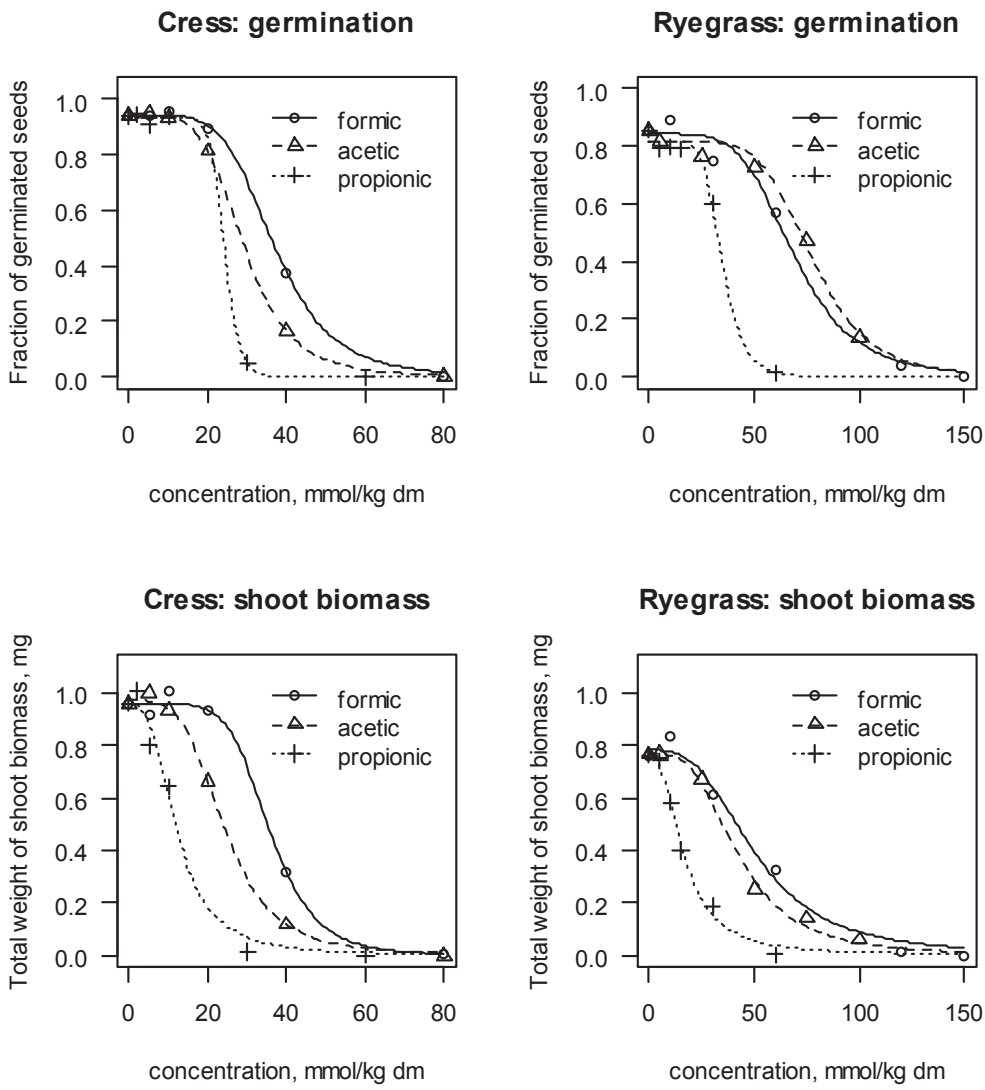 Cress: germination
Fraction of germinated seeds
1.0
0.8
0.6
0.4
0.2
0.0
formic
acetic
propionic
0 20 40 60 80
concentration, mmol/kg dm
Ryegrass: germination
Fraction of germinated seeds
1.0
0.8
0.6
0.4
0.2
0.0
formic
acetic
propionic
0 50 100 150
concentration, mmol/kg dm
Cress: shoot biomass
Total weight of shoot biomass, mg
1.0
0.8
0.6
0.4
0.2
0.0
formic
acetic
propionic
0 20 40 60 80
concentration, mmol/kg dm
Ryegrass: shoot biomass
Total weight of shoot biomass, mg
1.0
0.8
0.6
0.4
0.2
0.0
formic
acetic
propionic
0 50 100 150
concentration, mmol/kg dm